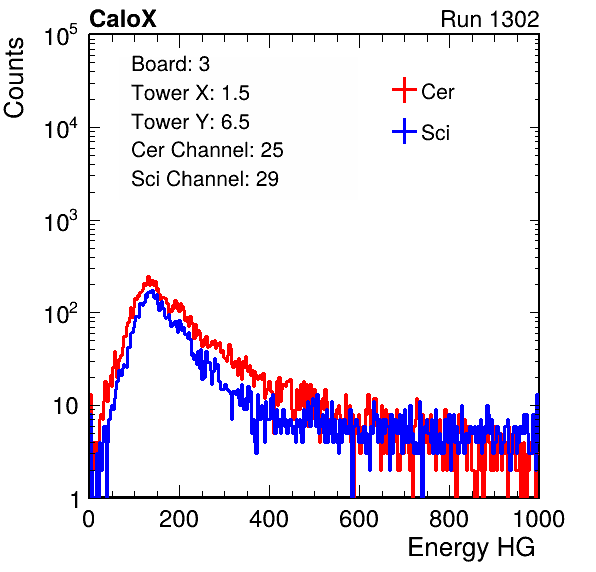 CaloX Run 1302
Counts
Board: 3
Tower X: 1.5
Tower Y: 6.5
Cer Channel: 25
Sci Channel: 29
Cer
Sci
10^5
10^4
10^3
10^2
10
1
0 200 400 600 800 1000
Energy HG